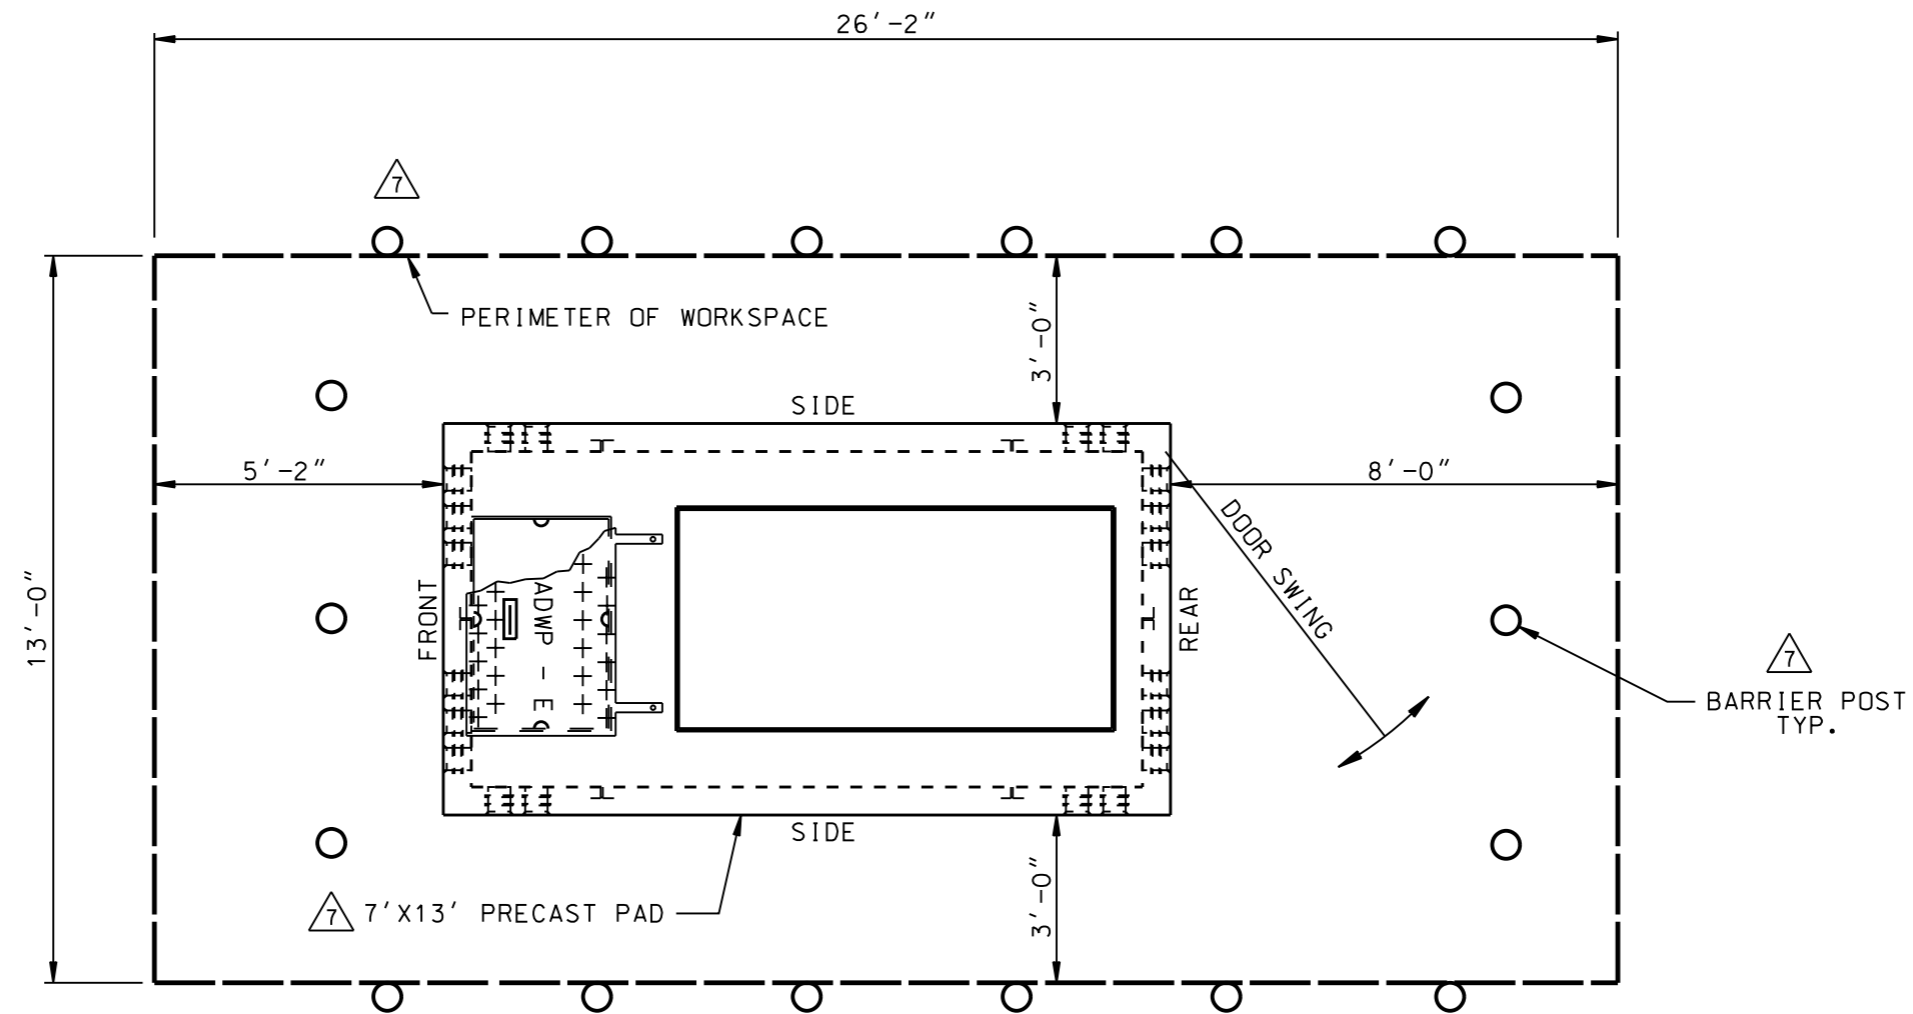 26'-2"
7
PERIMETER OF WORKSPACE
3'-0"
SIDE
5'-2"
8'-0"
DOOR SWING
13'-0"
FRONT
ADWP - E
REAR
7
BARRIER POST
TYP.
SIDE
7
7'X13' PRECAST PAD
3'-0"